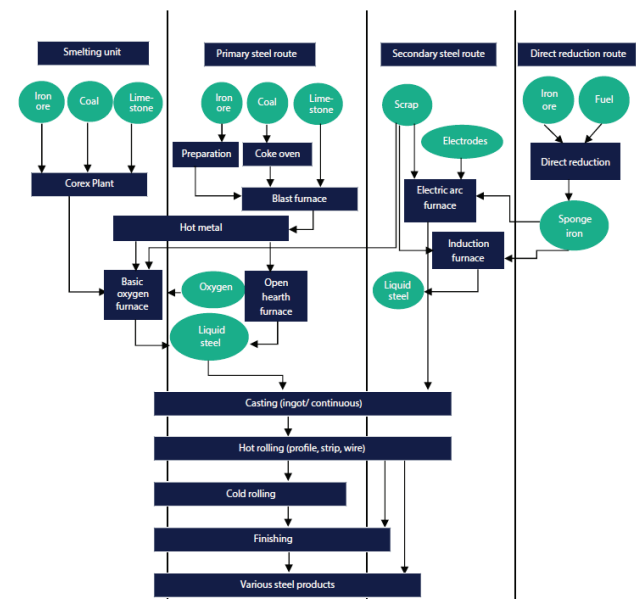 Smelting unit
Primary steel route
Secondary steel route
Direct reduction route
Iron
ore
Coal
Lime-
stone
Iron
ore
Coal
Lime-
stone
Scrap
Iron
ore
Fuel
Electrodes
Preparation
Coke oven
Direct reduction
Corex Plant
Blast furnace
Electric arc
furnace
Sponge
iron
Hot metal
Induction
furnace
Basic
oxygen
furnace
Oxygen
Open
hearth
furnace
Liquid
steel
Liquid
steel
Casting (ingot/ continuous)
Hot rolling (profile, strip, wire)
Cold rolling
Finishing
Various steel products